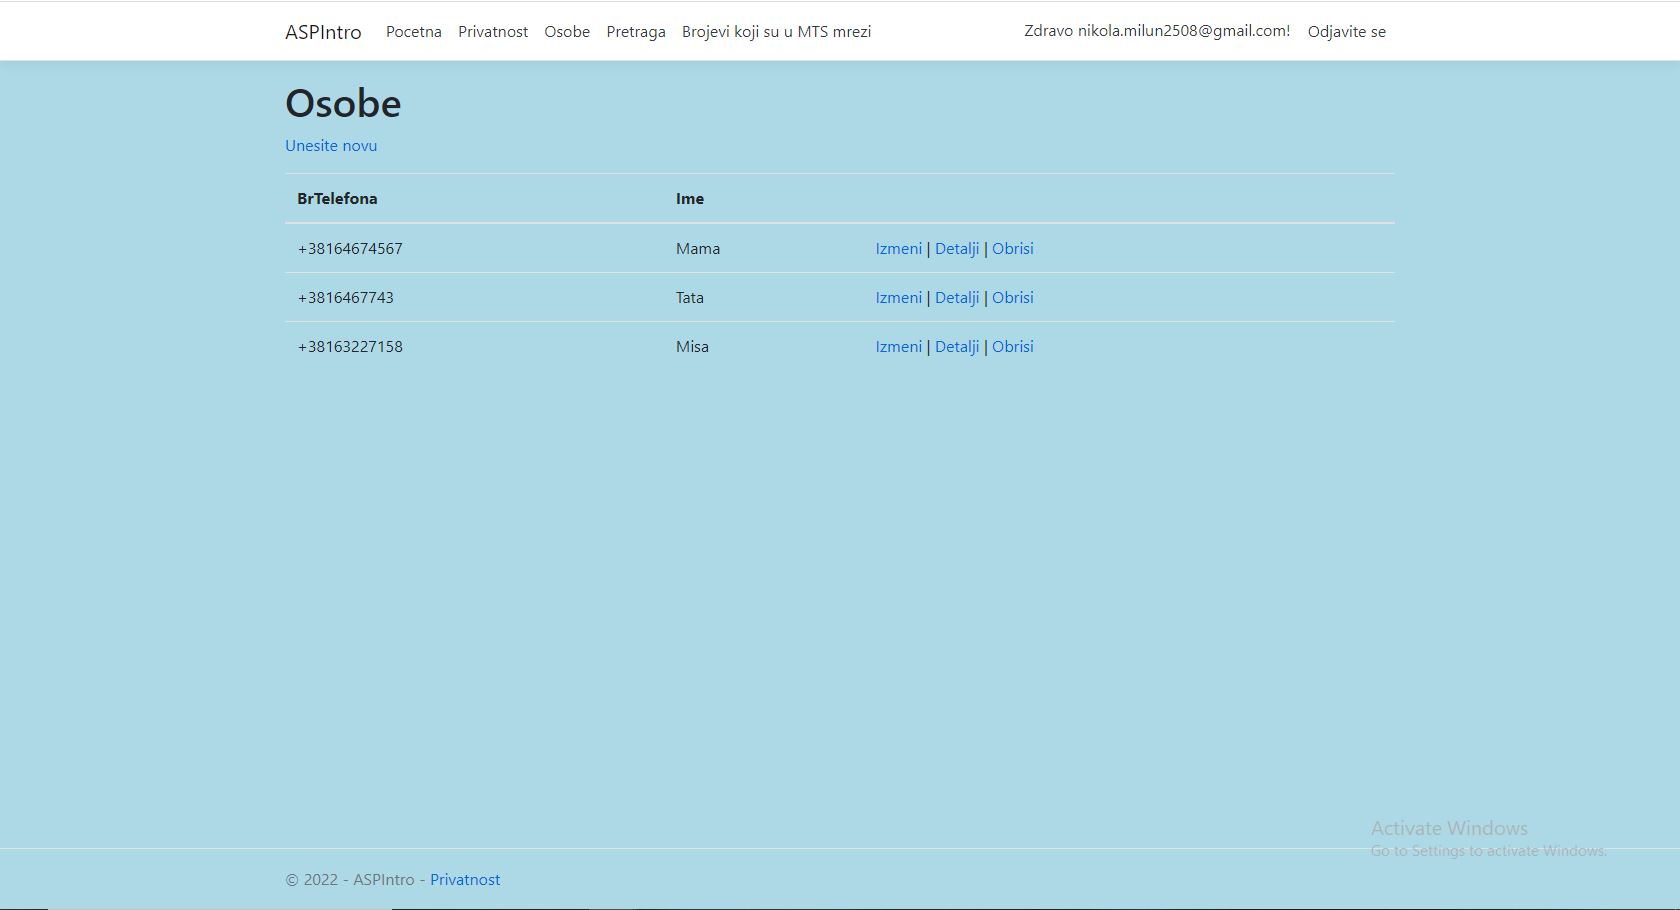 ASPIntro Pocetna Privatnost Osobe Pretraga Brojevi koji su u MTS mrezi Zdravo nikola.milun2508@gmail.com! Odjavite se
Osobe
Unesite novu
BrTelefona Ime
+38164674567 Mama Izmeni | Detalji | Obrisi
+3816467743 Tata Izmeni | Detalji | Obrisi
+38163227158 Misa Izmeni | Detalji | Obrisi
Activate Windows
Go to Settings to activate Windows.
© 2022 - ASPIntro - Privatnost